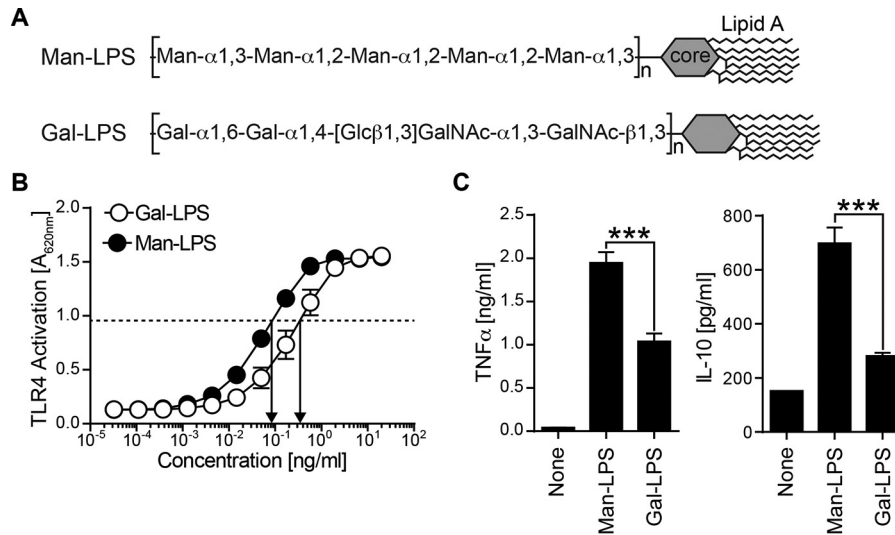 A
Lipid A
Man-LPS [Man-α1,3-Man-α1,2-Man-α1,2-Man-α1,2-Man-α1,3]n core
Gal-LPS [Gal-α1,6-Gal-α1,4-[Glcβ1,3]GalNAc-α1,3-GalNAc-β1,3]n
B
Gal-LPS
Man-LPS
TLR4 Activation [A620nm]
2.0
1.5
1.0
0.5
0.0
10-5 10-4 10-3 10-2 10-1 100 101 102
Concentration [ng/ml]
C
***
TNFα [ng/ml]
2.5
2.0
1.5
1.0
0.5
0.0
None
Man-LPS
Gal-LPS
***
IL-10 [pg/ml]
800
600
400
200
0
None
Man-LPS
Gal-LPS